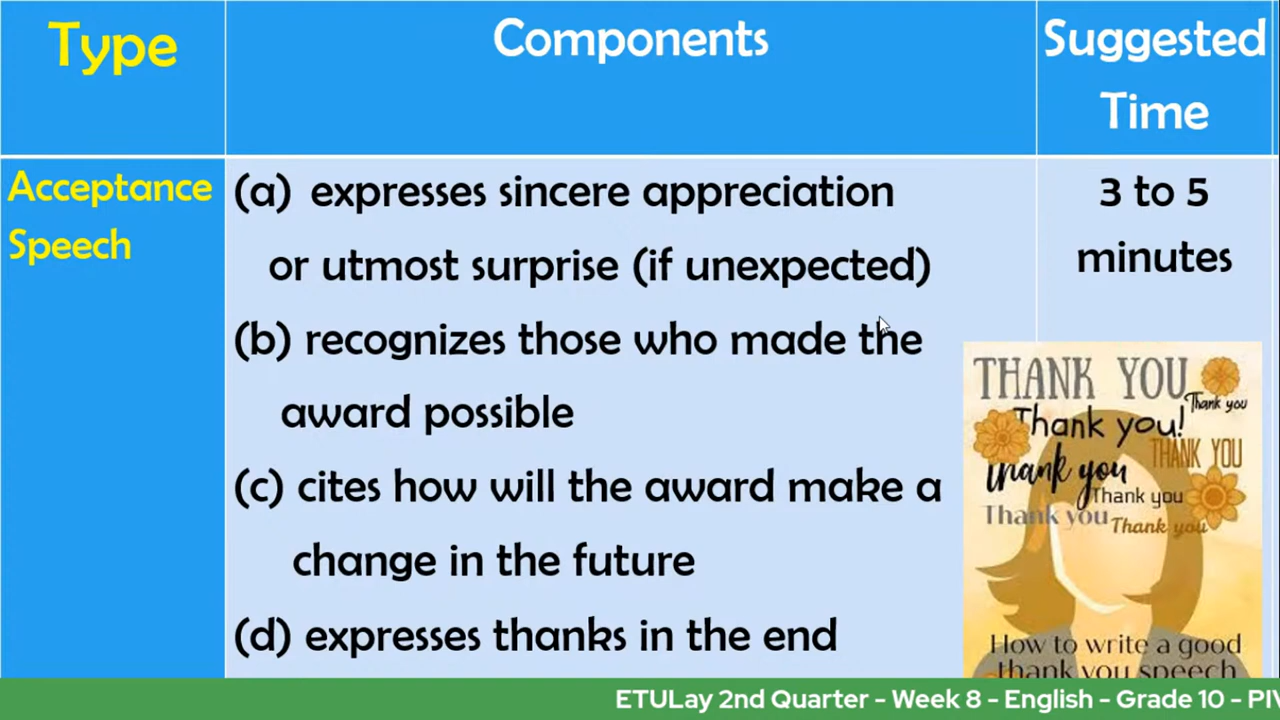 Type
Components
Suggested
Time
Acceptance
Speech
(a) expresses sincere appreciation
or utmost surprise (if unexpected)
(b) recognizes those who made the
award possible
(c) cites how will the award make a
change in the future
(d) expresses thanks in the end
3 to 5
minutes
THANK YOU
Thank you
Thank you!
THANK YOU
thank you
Thank you
Thank you
Thank you
How to write a good
thank you speech
ETULay 2nd Quarter - Week 8 - English - Grade 10 - PIV